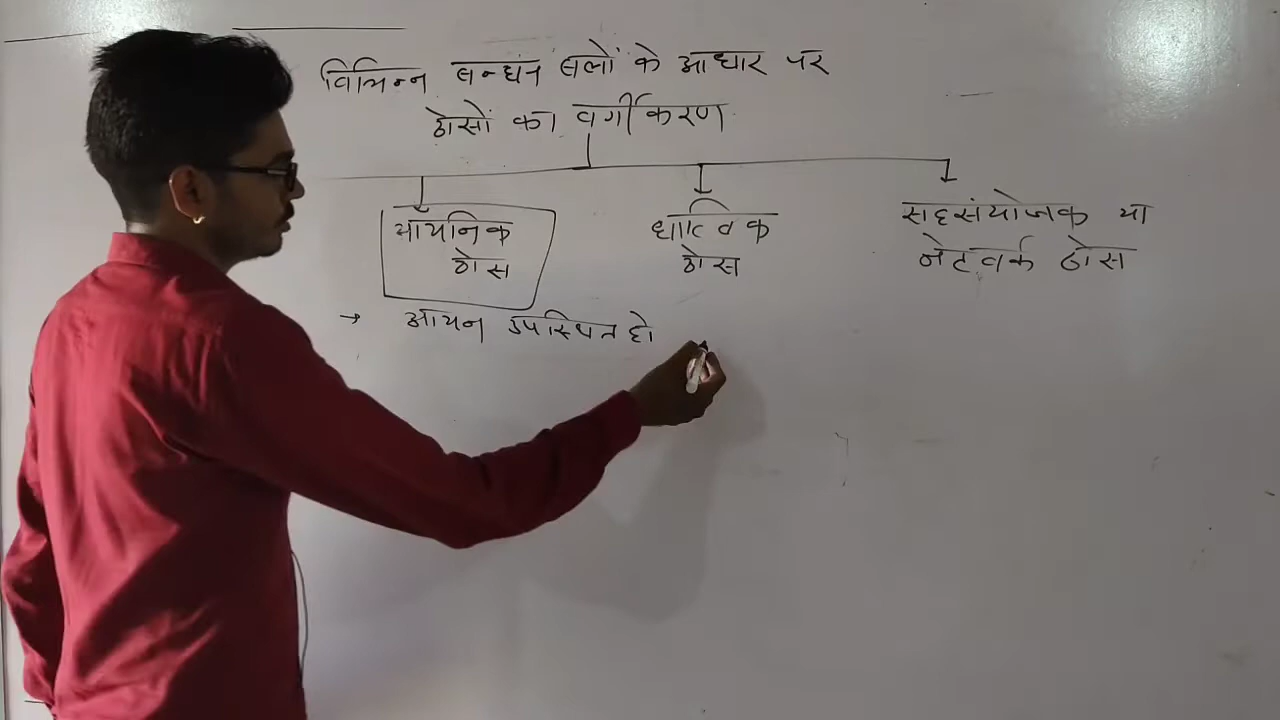 विभिन्न बन्धन बलों के आधार पर
ठोसों का वर्गीकरण
आयनिक
ठोस
धात्विक
ठोस
सहसंयोजक या
नेटवर्क ठोस
→ आयन उपस्थित हो